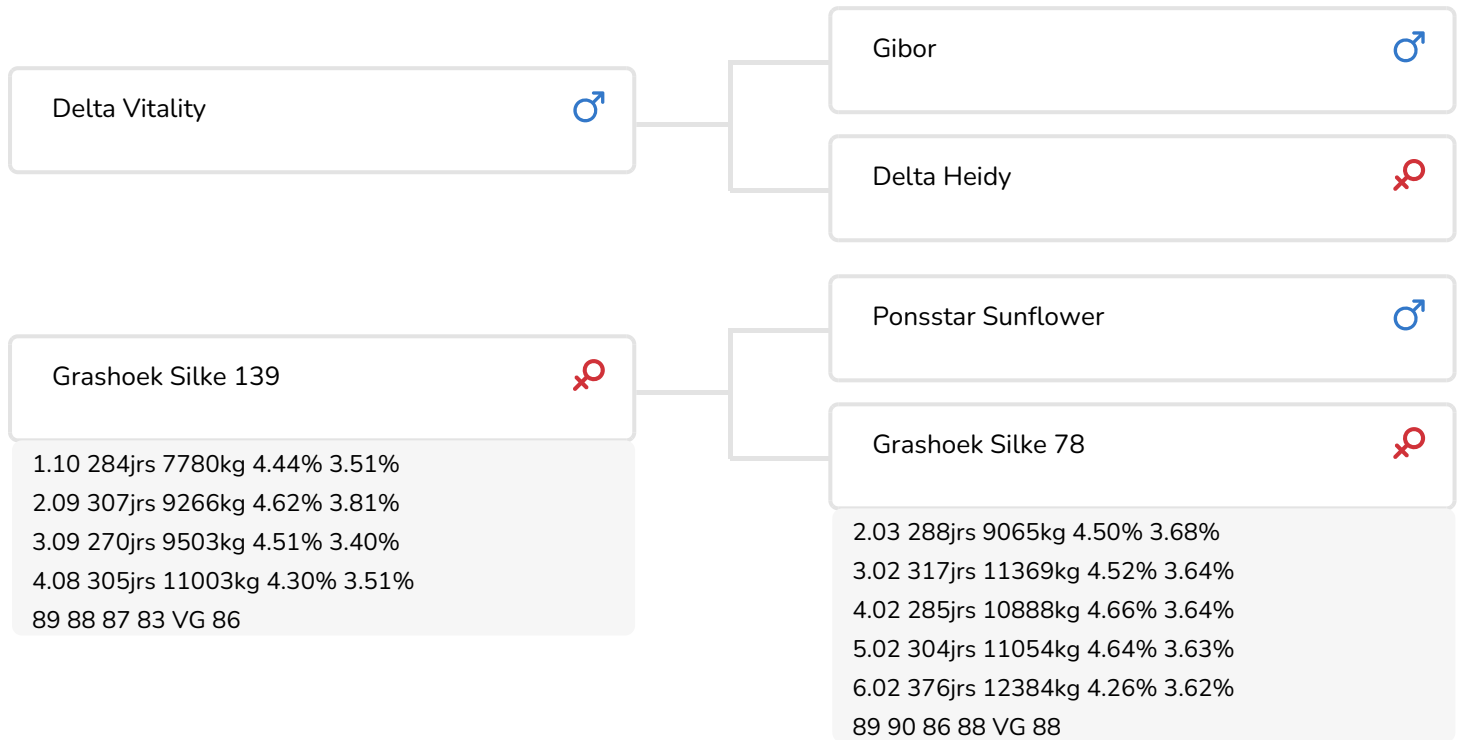 Delta Vitality
Gibor
Delta Heidy
Grashoek Silke 139
1.10 284jrs 7780kg 4.44% 3.51%
2.09 307jrs 9266kg 4.62% 3.81%
3.09 270jrs 9503kg 4.51% 3.40%
4.08 305jrs 11003kg 4.30% 3.51%
89 88 87 83 VG 86
Ponsstar Sunflower
Grashoek Silke 78
2.03 288jrs 9065kg 4.50% 3.68%
3.02 317jrs 11369kg 4.52% 3.64%
4.02 285jrs 10888kg 4.66% 3.64%
5.02 304jrs 11054kg 4.64% 3.63%
6.02 376jrs 12384kg 4.26% 3.62%
89 90 86 88 VG 88